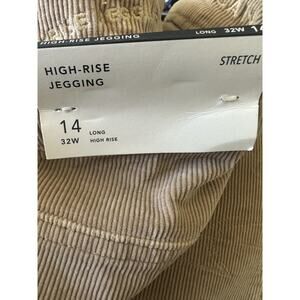 HIGH-RISE JEGGING LONG 32W 14
HIGH-RISE STRETCH
JEGGING
14 LONG
32W HIGH RISE